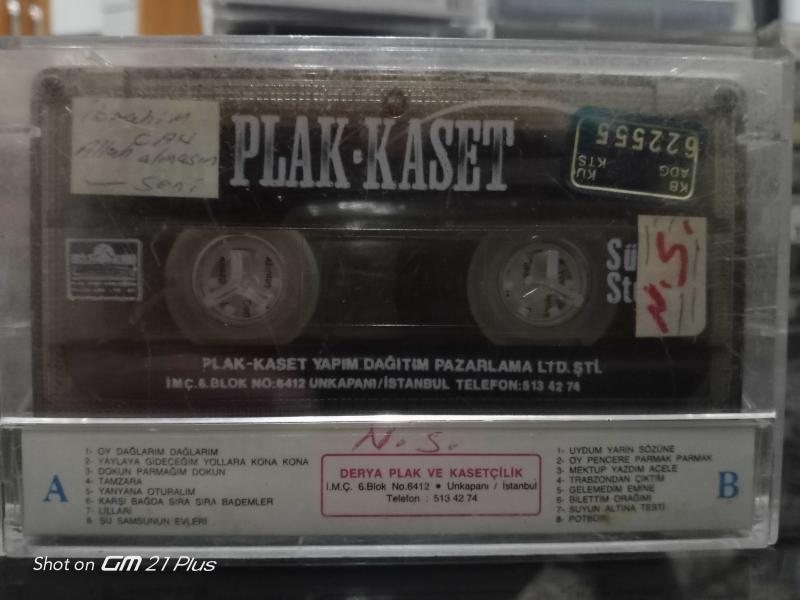 İbrahim
CAN
Allah almasın
— Seni
PLAK-KASET
622555
KÜ KTS
KB ADG
Sü
Ste
N.S.
PLAK-KASET YAPIM DAĞITIM PAZARLAMA LTD. ŞTİ.
İMÇ. 6.BLOK NO:6412 UNKAPANI/İSTANBUL TELEFON:513 42 74
N.S.
A
1- OY DAĞLARIM DAĞLARIM
2- YAYLAYA GİDECEĞİM YOLLARA KONA KONA
3- DOKUN PARMAĞIM DOKUN
4- TAMZARA
5- YANYANA OTURALIM
6- KARŞI BAĞDA SIRA SIRA BADEMLER
7- LİLLARİ
8- ŞU SAMSUNUN EVLERİ
DERYA PLAK VE KASETÇİLİK
İ.M.Ç. 6.Blok No.6412 • Unkapanı / İstanbul
Telefon : 513 42 74
1- UYDUM YARİN SÖZÜNE
2- OY PENCERE PARMAK PARMAK
3- MEKTUP YAZDIM ACELE
4- TRABZONDAN ÇIKTIM
5- GELEMEDİM EMİNE
6- BİLETTİM ORAĞIMI
7- SUYUN ALTINA TESTİ
8- POTBORİ
B
Shot on GM 21 Plus